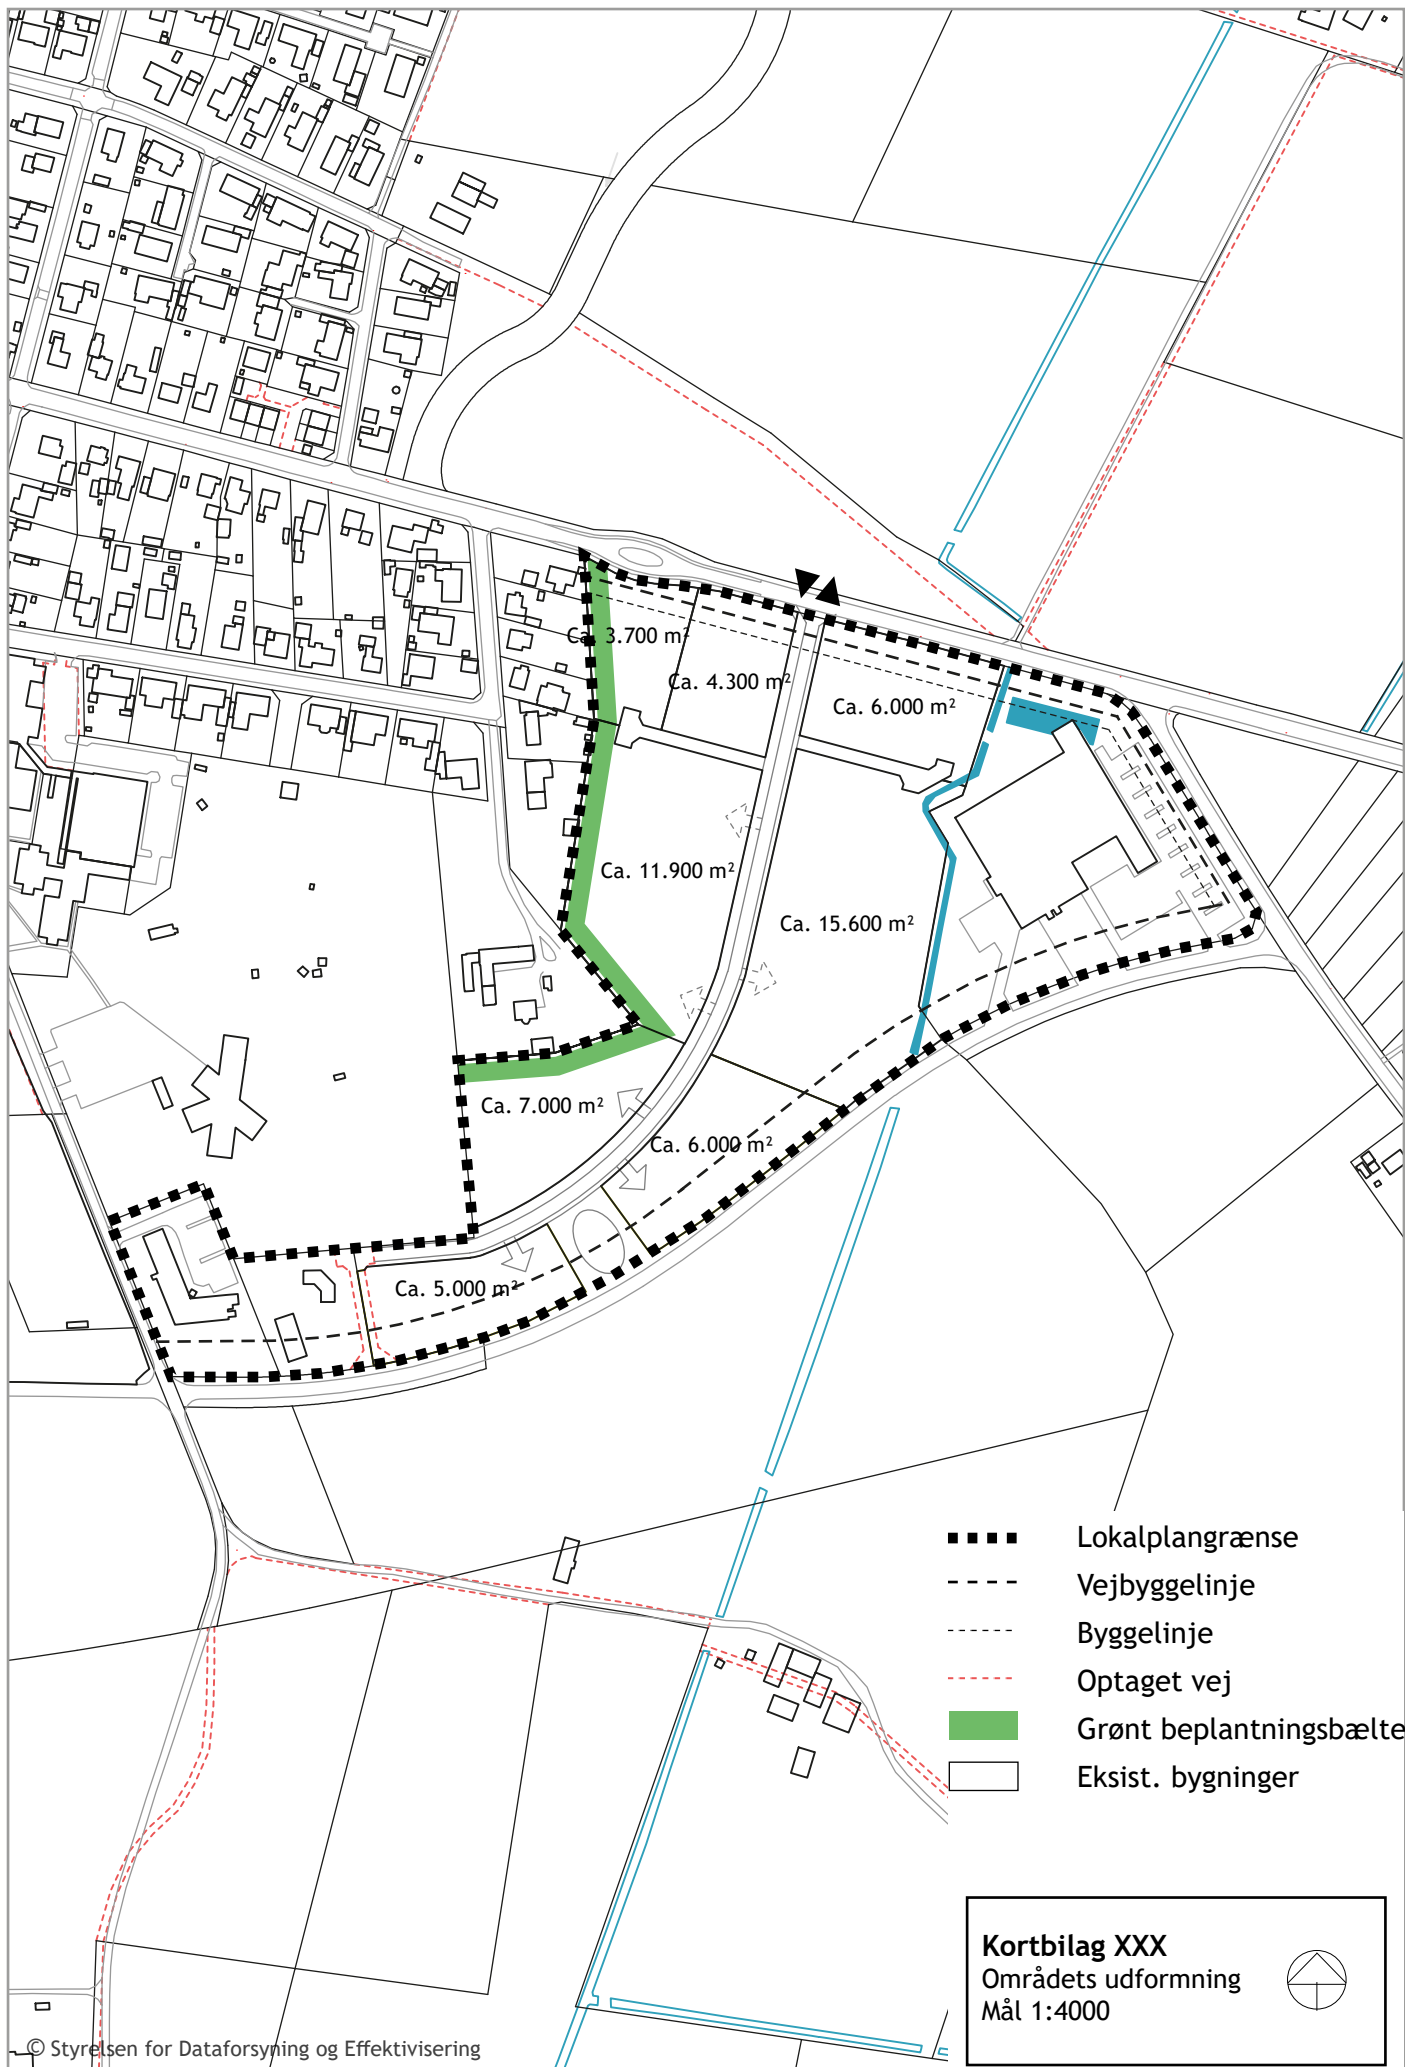 Ca. 3.700 m²
Ca. 4.300 m²
Ca. 6.000 m²
Ca. 11.900 m²
Ca. 15.600 m²
Ca. 7.000 m²
Ca. 6.000 m²
Ca. 5.000 m²
Lokalplangrænse
Vejbyggelinje
Byggelinje
Optaget vej
Grønt beplantningsbælte
Eksist. bygninger
Kortbilag XXX
Områdets udformning
Mål 1:4000
© Styrelsen for Dataforsyning og Effektivisering